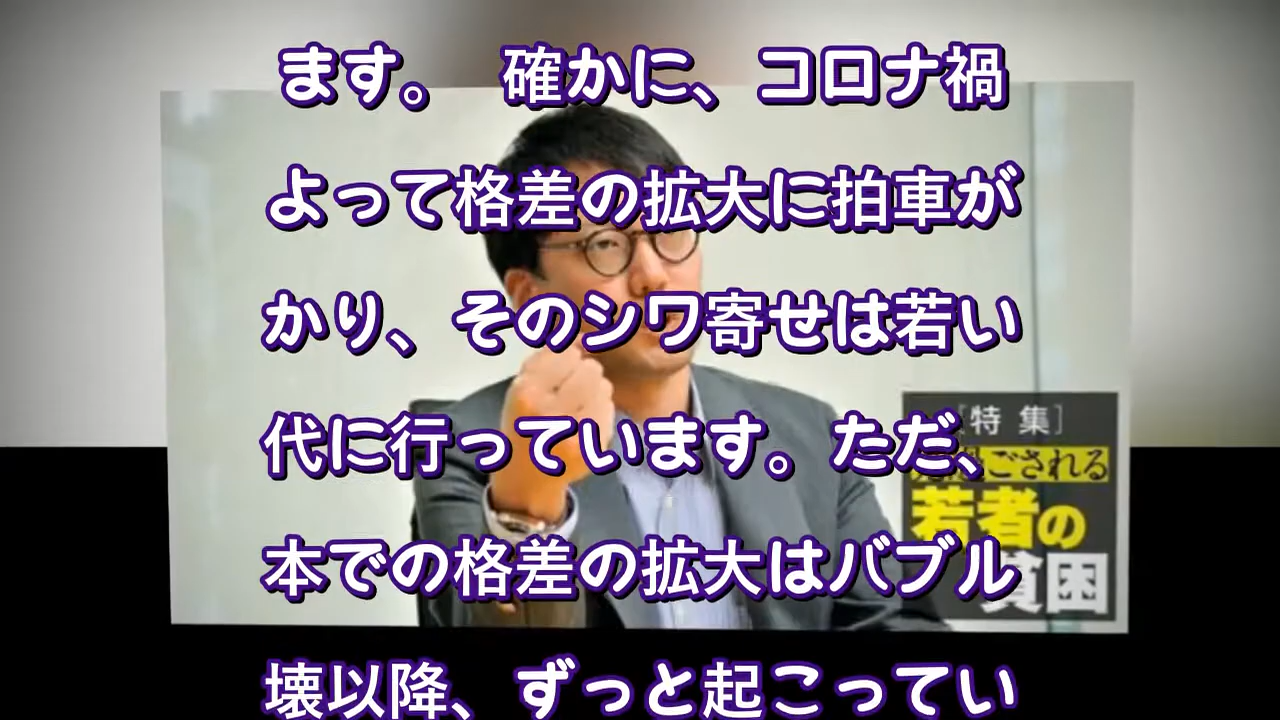 ます。 確かに、コロナ禍
よって格差の拡大に拍車が
かり、そのシワ寄せは若い
代に行っています。ただ、
本での格差の拡大はバブル
壊以降、ずっと起こってい
[特 集]
ごされる
若者の
貧困